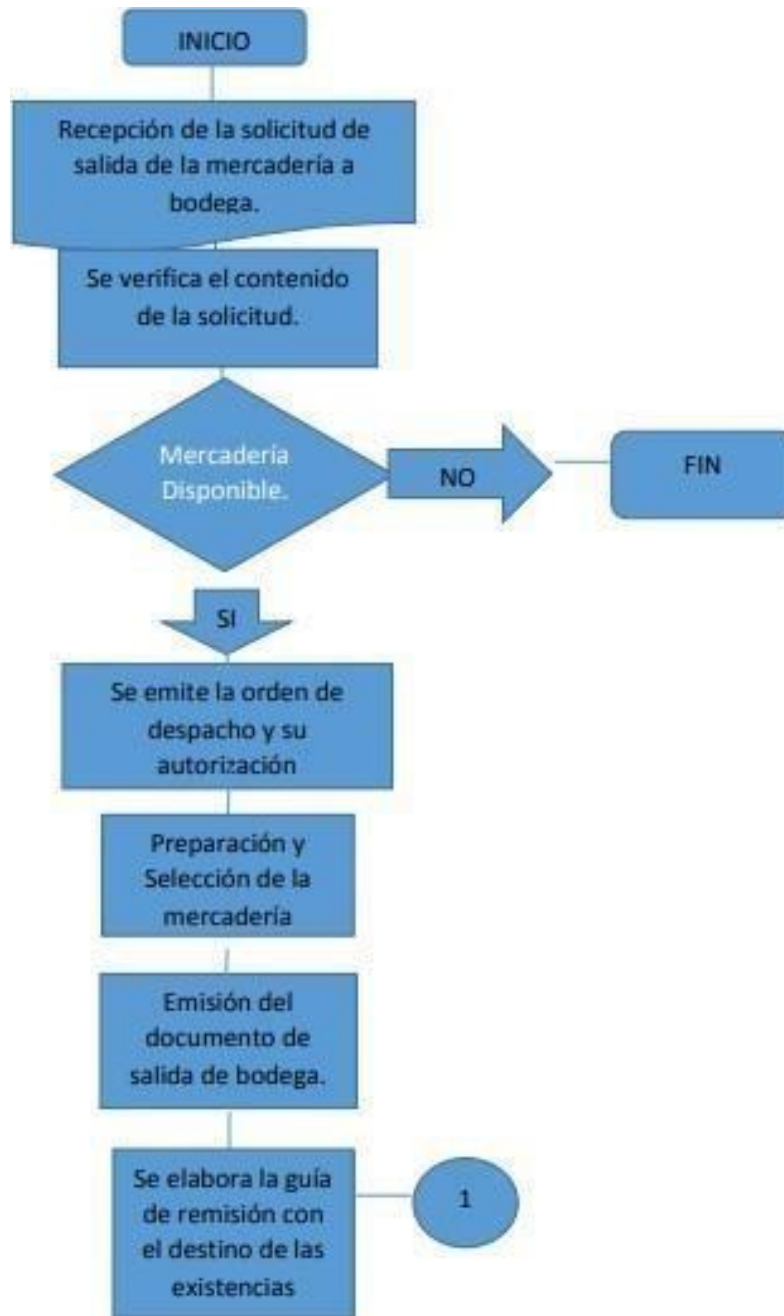 INICIO
Recepción de la solicitud de
salida de la mercadería a
bodega.
Se verifica el contenido
de la solicitud.
Mercadería
Disponible.
NO
FIN
SI
Se emite la orden de
despacho y su
autorización
Preparación y
Selección de la
mercadería
Emisión del
documento de
salida de bodega.
Se elabora la guía
de remisión con
el destino de las
existencias
1